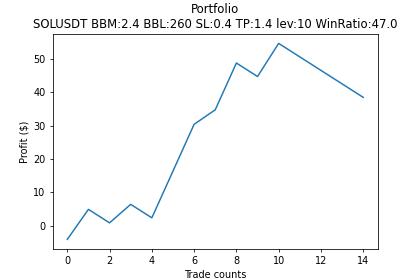 Portfolio
SOLUSDT BBM:2.4 BBL:260 SL:0.4 TP:1.4 lev:10 WinRatio:47.0
50
40
30
20
10
0
Profit ($)
0 2 4 6 8 10 12 14
Trade counts